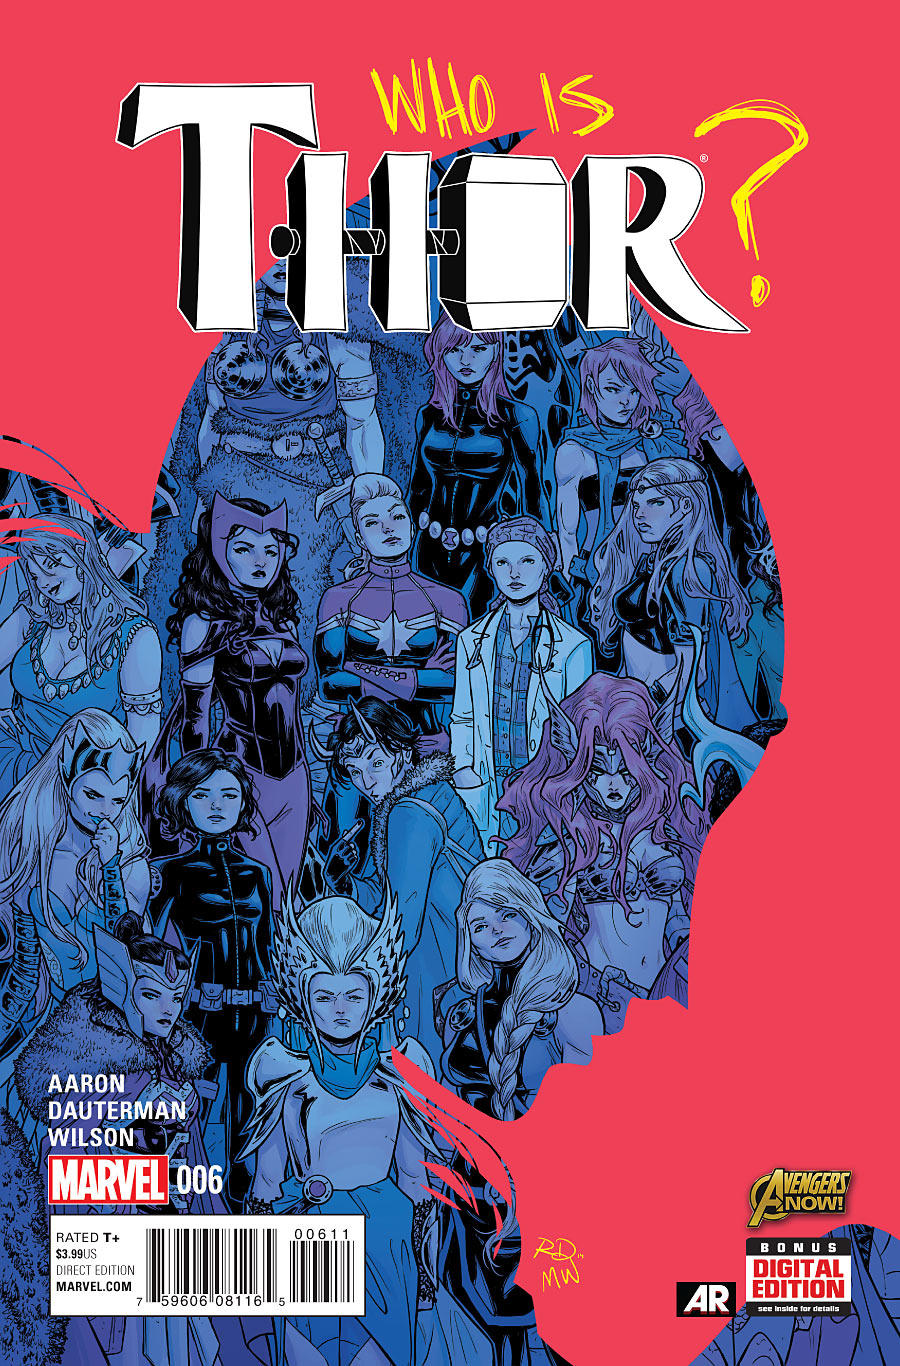 WHO IS
THOR®
?
AARON
DAUTERMAN
WILSON
MARVEL 006
RATED T+
$3.99US
DIRECT EDITION
MARVEL.COM
00611
7 59606 08116 5
RD 14
MW
AVENGERS
NOW!
AR
BONUS
DIGITAL
EDITION
see inside for details